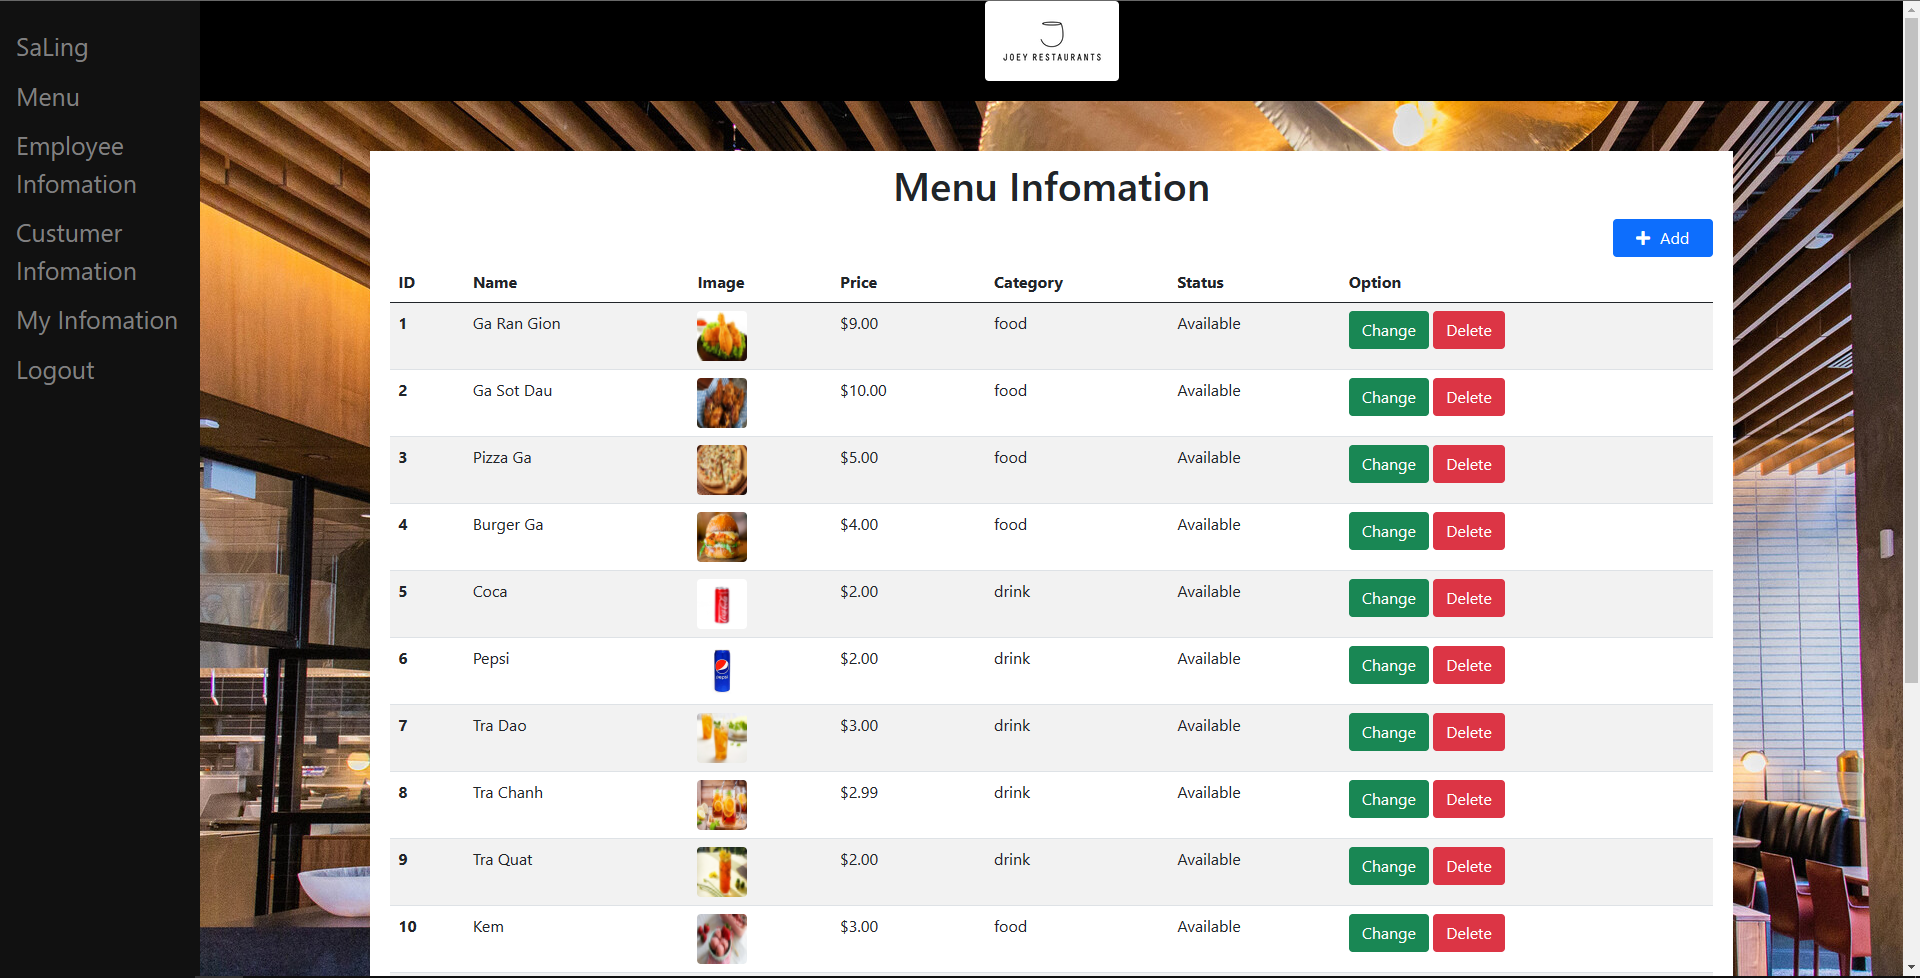 SaLing
Menu
Employee
Infomation
Custumer
Infomation
My Infomation
Logout
JOEY RESTAURANTS
Menu Infomation
Add
ID Name Image Price Category Status Option
1 Ga Ran Gion $9.00 food Available Change Delete
2 Ga Sot Dau $10.00 food Available Change Delete
3 Pizza Ga $5.00 food Available Change Delete
4 Burger Ga $4.00 food Available Change Delete
5 Coca $2.00 drink Available Change Delete
6 Pepsi pepsi $2.00 drink Available Change Delete
7 Tra Dao $3.00 drink Available Change Delete
8 Tra Chanh $2.99 drink Available Change Delete
9 Tra Quat $2.00 drink Available Change Delete
10 Kem $3.00 food Available Change Delete